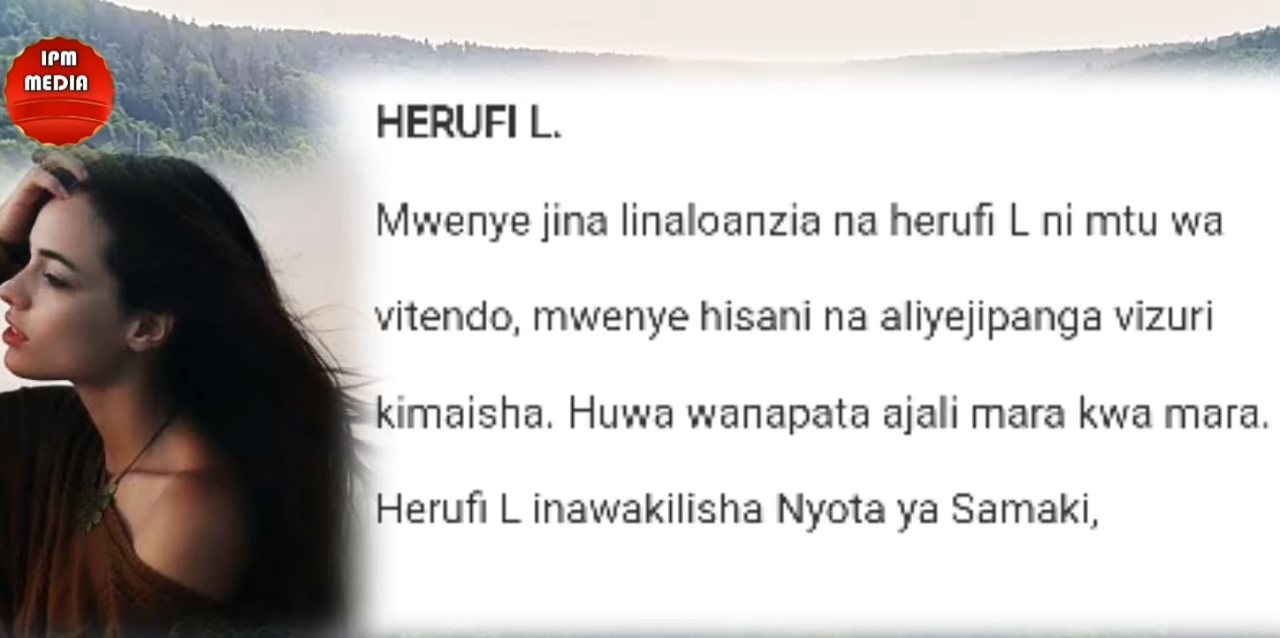 IPM
MEDIA
HERUFI L.
Mwenye jina linaloanzia na herufi L ni mtu wa
vitendo, mwenye hisani na aliyejipanga vizuri
kimaisha. Huwa wanapata ajali mara kwa mara.
Herufi L inawakilisha Nyota ya Samaki,